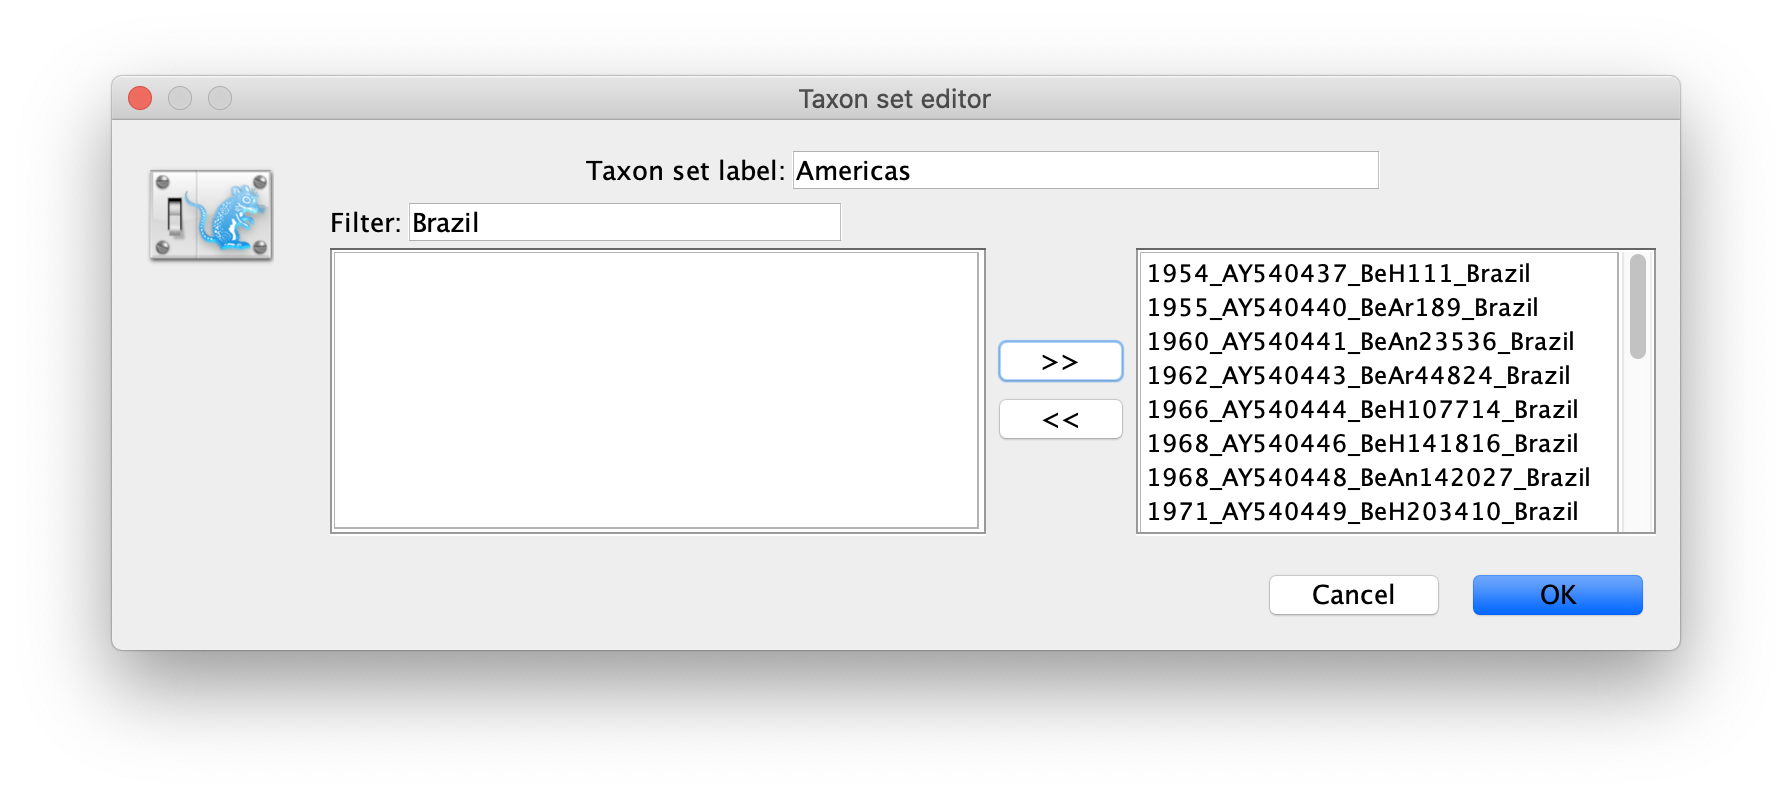 Taxon set editor
Taxon set label: Americas
Filter: Brazil
>>
<<
1954_AY540437_BeH111_Brazil
1955_AY540440_BeAr189_Brazil
1960_AY540441_BeAn23536_Brazil
1962_AY540443_BeAr44824_Brazil
1966_AY540444_BeH107714_Brazil
1968_AY540446_BeH141816_Brazil
1968_AY540448_BeAn142027_Brazil
1971_AY540449_BeH203410_Brazil
Cancel OK